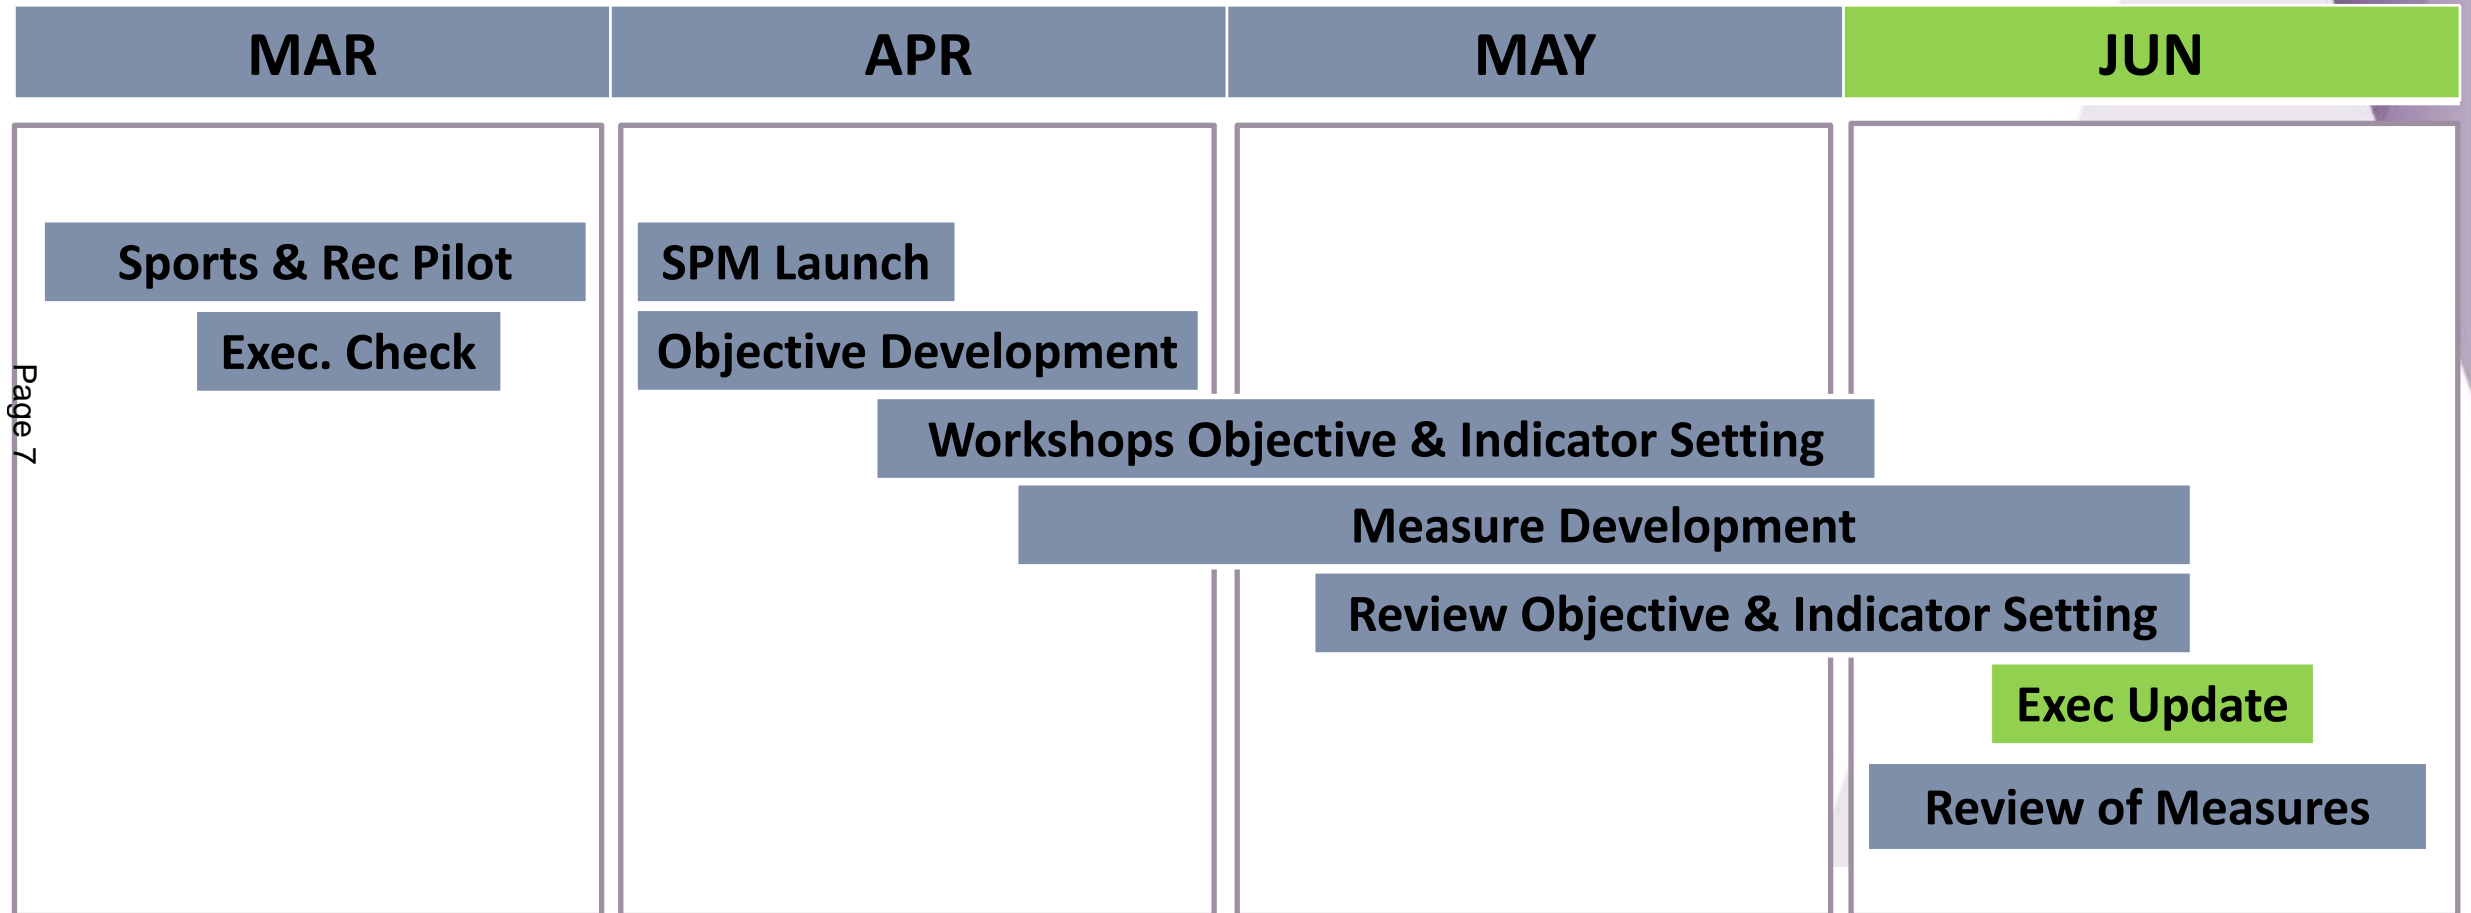 MAR
APR
MAY
JUN
Sports & Rec Pilot
SPM Launch
Exec. Check
Objective Development
Workshops Objective & Indicator Setting
Measure Development
Review Objective & Indicator Setting
Exec Update
Review of Measures
Page 7